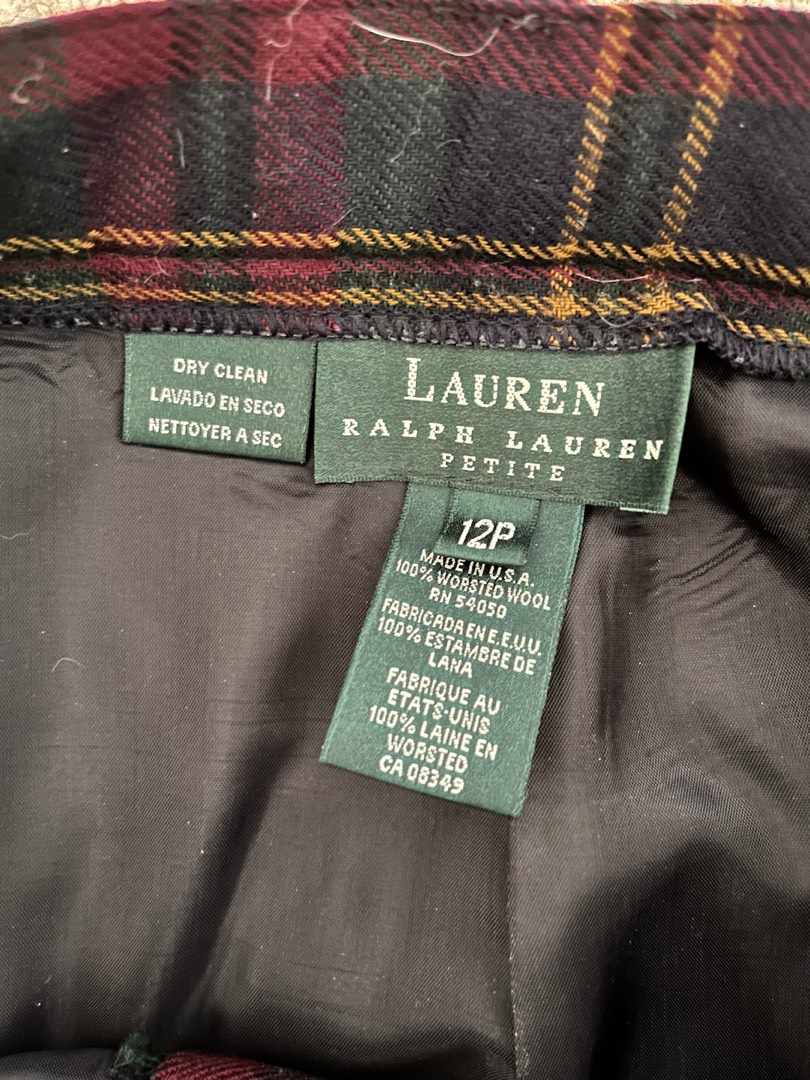 DRY CLEAN
LAVADO EN SECO
NETTOYER A SEC
LAUREN
RALPH LAUREN
PETITE
12P
MADE IN U.S.A.
100% WORSTED WOOL
RN 54050
FABRICADA EN E.E.U.U.
100% ESTAMBRE DE
LANA
FABRIQUE AU
ETATS-UNIS
100% LAINE EN
WORSTED
CA 08349